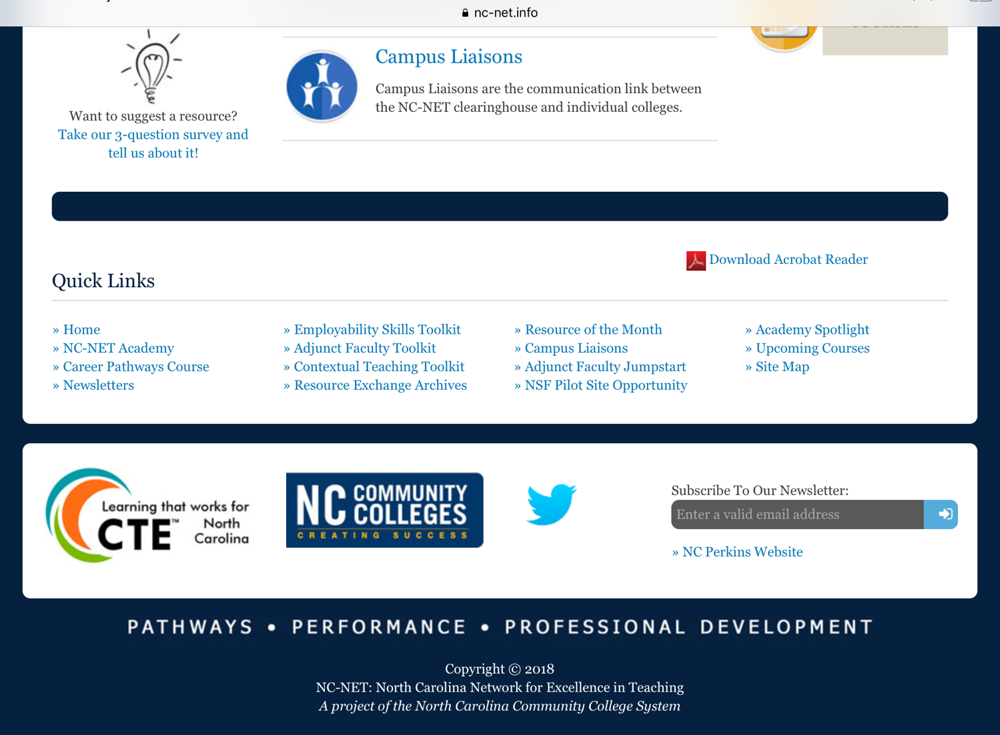 nc-net.info
Want to suggest a resource?
Take our 3-question survey and
tell us about it!
Campus Liaisons
Campus Liaisons are the communication link between
the NC-NET clearinghouse and individual colleges.
Download Acrobat Reader
Quick Links
» Home
» NC-NET Academy
» Career Pathways Course
» Newsletters
» Employability Skills Toolkit
» Adjunct Faculty Toolkit
» Contextual Teaching Toolkit
» Resource Exchange Archives
» Resource of the Month
» Campus Liaisons
» Adjunct Faculty Jumpstart
» NSF Pilot Site Opportunity
» Academy Spotlight
» Upcoming Courses
» Site Map
Learning that works for
CTE™
North
Carolina
NC COMMUNITY
COLLEGES
CREATING SUCCESS
Subscribe To Our Newsletter:
Enter a valid email address
» NC Perkins Website
PATHWAYS • PERFORMANCE • PROFESSIONAL DEVELOPMENT
Copyright © 2018
NC-NET: North Carolina Network for Excellence in Teaching
A project of the North Carolina Community College System